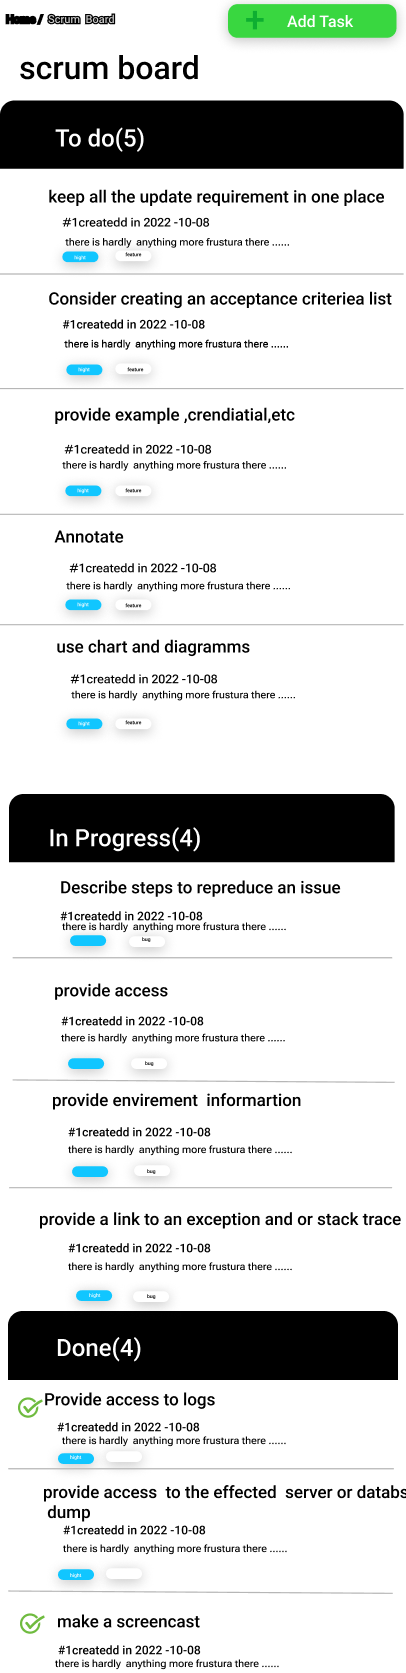 Home / Scrum Board
Add Task
scrum board
To do(5)
keep all the update requirement in one place
#1createdd in 2022 -10-08
there is hardly anything more frustura there ......
hight feature
Consider creating an acceptance criteriea list
#1createdd in 2022 -10-08
there is hardly anything more frustura there ......
hight feature
provide example ,crendiatial,etc
#1createdd in 2022 -10-08
there is hardly anything more frustura there ......
hight feature
Annotate
#1createdd in 2022 -10-08
there is hardly anything more frustura there ......
hight feature
use chart and diagramms
#1createdd in 2022 -10-08
there is hardly anything more frustura there ......
hight feature
In Progress(4)
Describe steps to repreduce an issue
#1createdd in 2022 -10-08
there is hardly anything more frustura there ......
bug
provide access
#1createdd in 2022 -10-08
there is hardly anything more frustura there ......
bug
provide envirement informartion
#1createdd in 2022 -10-08
there is hardly anything more frustura there ......
bug
provide a link to an exception and or stack trace
#1createdd in 2022 -10-08
there is hardly anything more frustura there ......
hight bug
Done(4)
Provide access to logs
#1createdd in 2022 -10-08
there is hardly anything more frustura there ......
hight
provide access to the effected server or databs
dump
#1createdd in 2022 -10-08
there is hardly anything more frustura there ......
hight
make a screencast
#1createdd in 2022 -10-08
there is hardly anything more frustura there ......